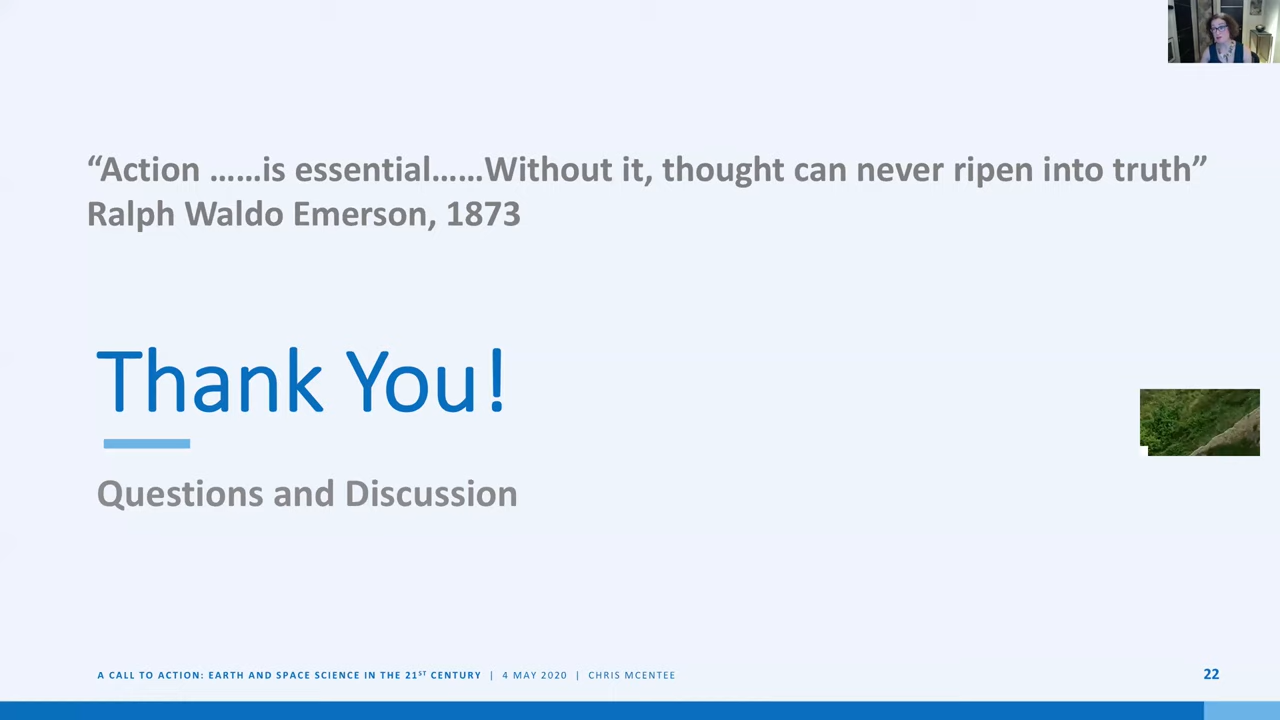 “Action ……is essential……Without it, thought can never ripen into truth”
Ralph Waldo Emerson, 1873
Thank You!
Questions and Discussion
A CALL TO ACTION: EARTH AND SPACE SCIENCE IN THE 21ST CENTURY | 4 MAY 2020 | CHRIS MCENTEE
22